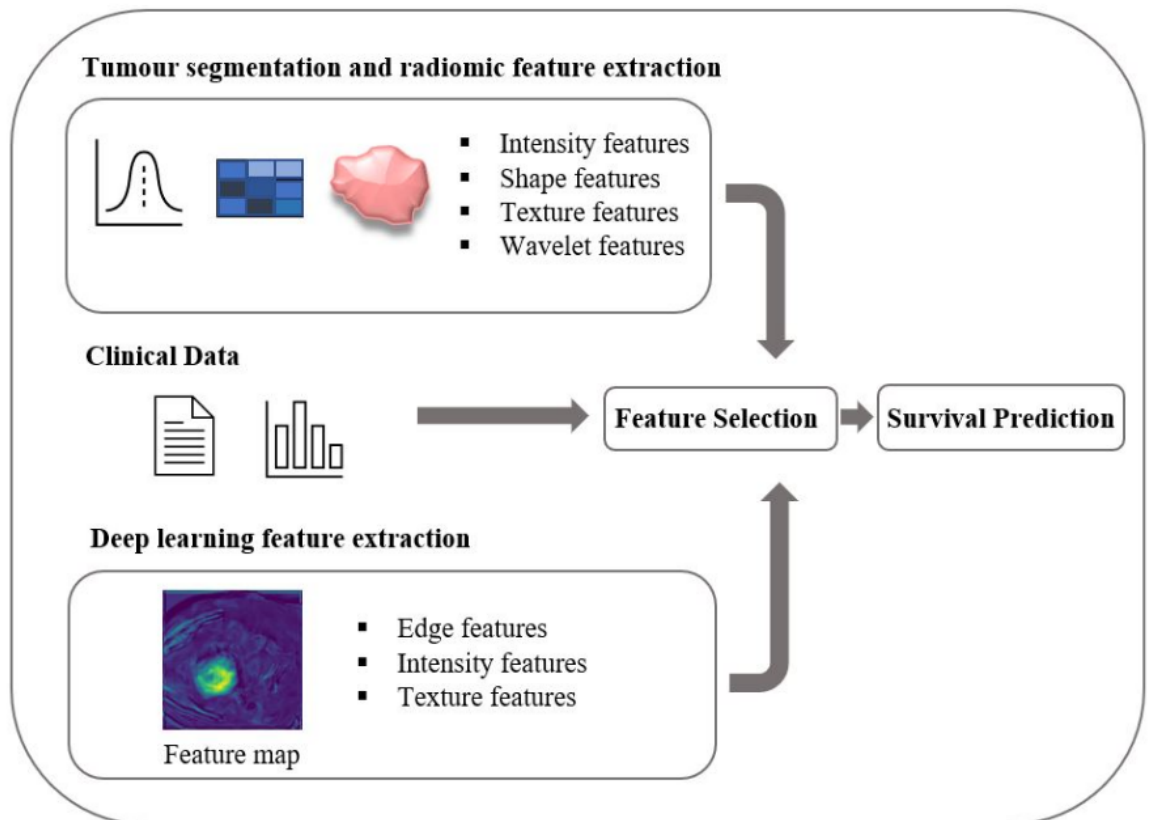 Tumour segmentation and radiomic feature extraction
▪ Intensity features
▪ Shape features
▪ Texture features
▪ Wavelet features
Clinical Data
Feature Selection
Survival Prediction
Deep learning feature extraction
▪ Edge features
▪ Intensity features
▪ Texture features
Feature map